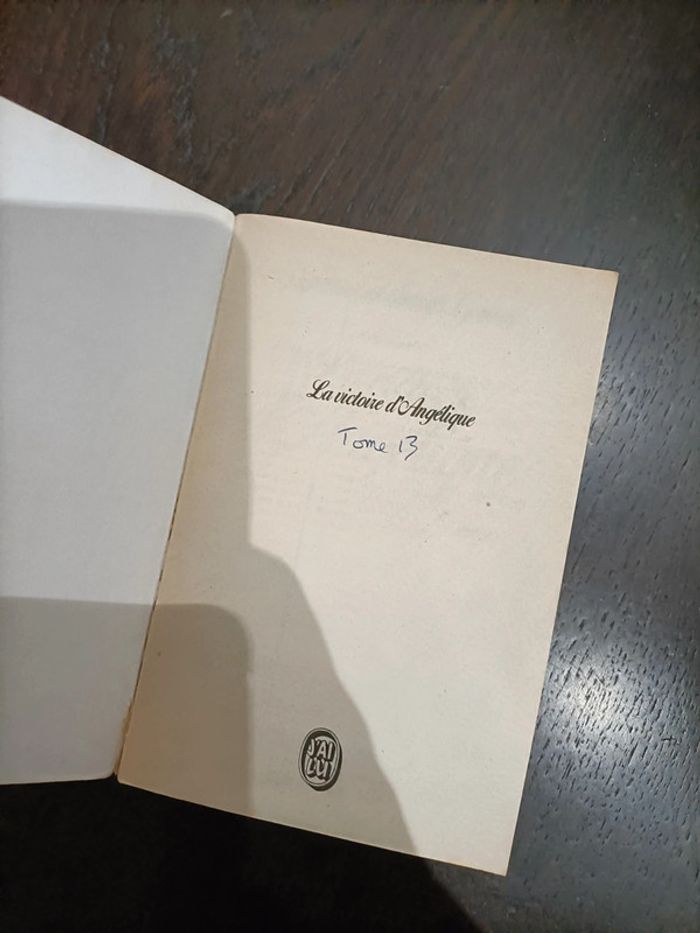 La victoire d'Angélique
Tome 13
J'AI
LU